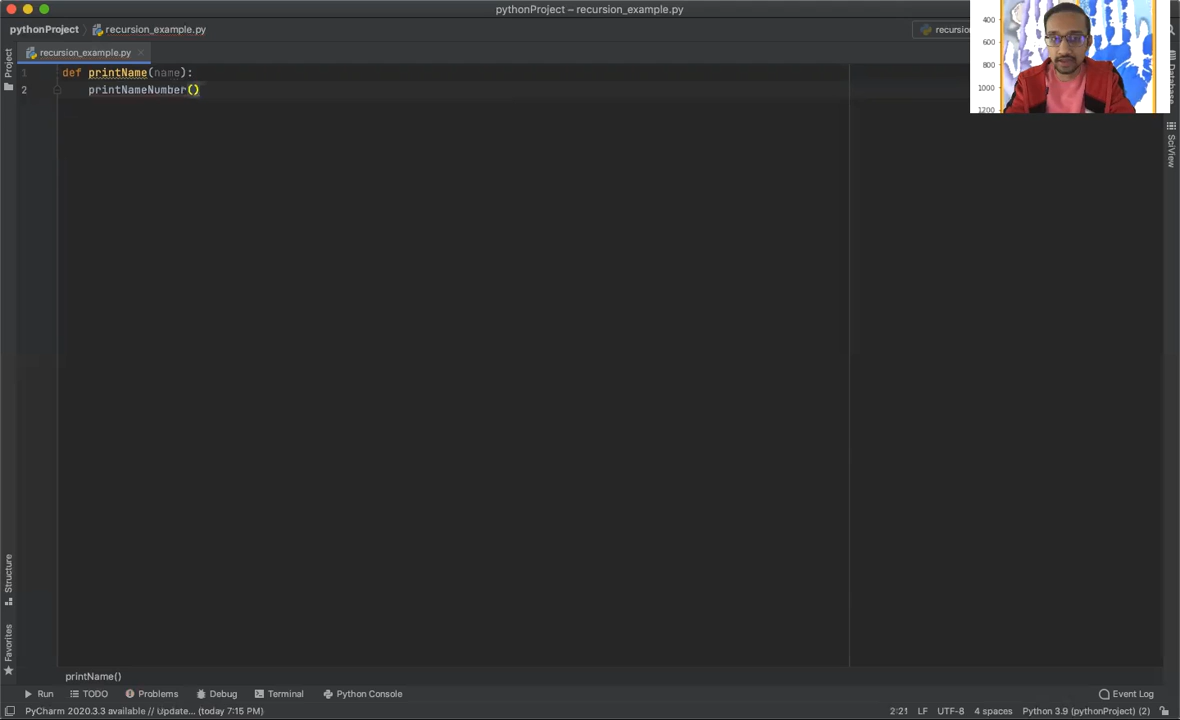 pythonProject – recursion_example.py
pythonProject
recursion_example.py
recursion_example.py
1 def printName(name):
2 printNameNumber()
Project
Structure
Favorites
Database
SciView
400
600
800
1000
1200
printName()
Run
TODO
Problems
Debug
Terminal
Python Console
Event Log
PyCharm 2020.3.3 available // Update... (today 7:15 PM)
2:21 LF UTF-8 4 spaces Python 3.9 (pythonProject) (2)